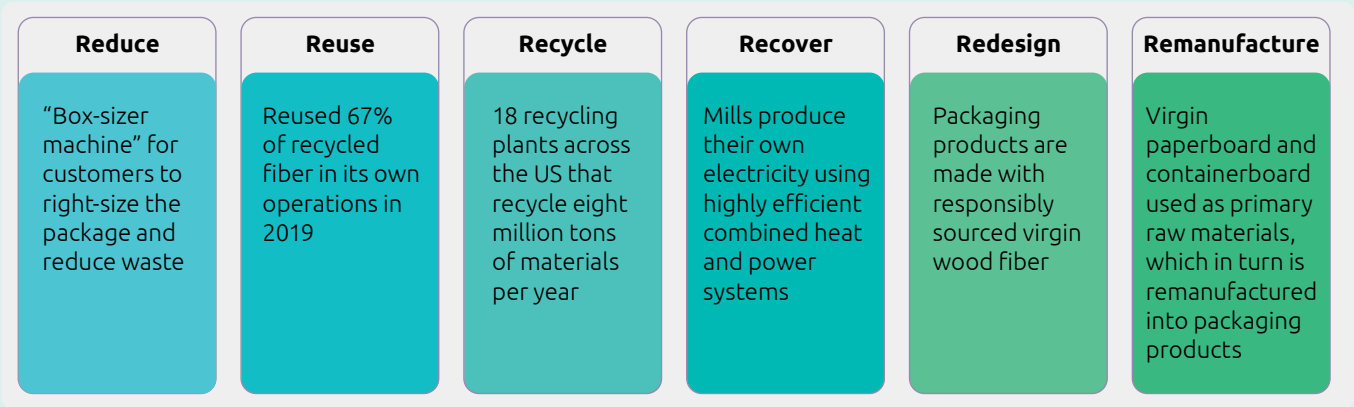 Reduce
“Box-sizer
machine” for
customers to
right-size the
package and
reduce waste
Reuse
Reused 67%
of recycled
fiber in its own
operations in
2019
Recycle
18 recycling
plants across
the US that
recycle eight
million tons
of materials
per year
Recover
Mills produce
their own
electricity using
highly efficient
combined heat
and power
systems
Redesign
Packaging
products are
made with
responsibly
sourced virgin
wood fiber
Remanufacture
Virgin
paperboard and
containerboard
used as primary
raw materials,
which in turn is
remanufactured
into packaging
products